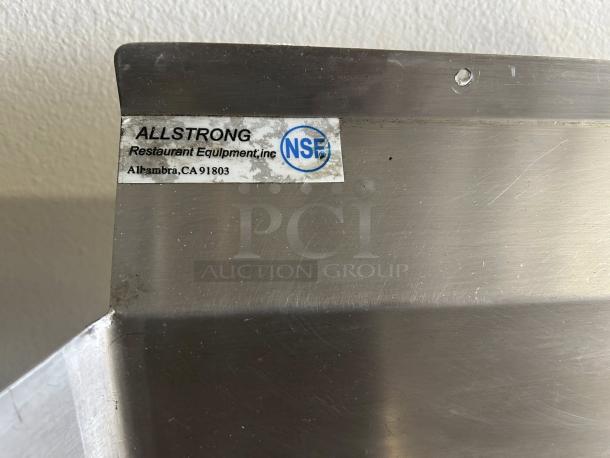 ALLSTRONG
Restaurant Equipment,inc
Alhambra,CA 91803
NSF
PCI
AUCTION GROUP